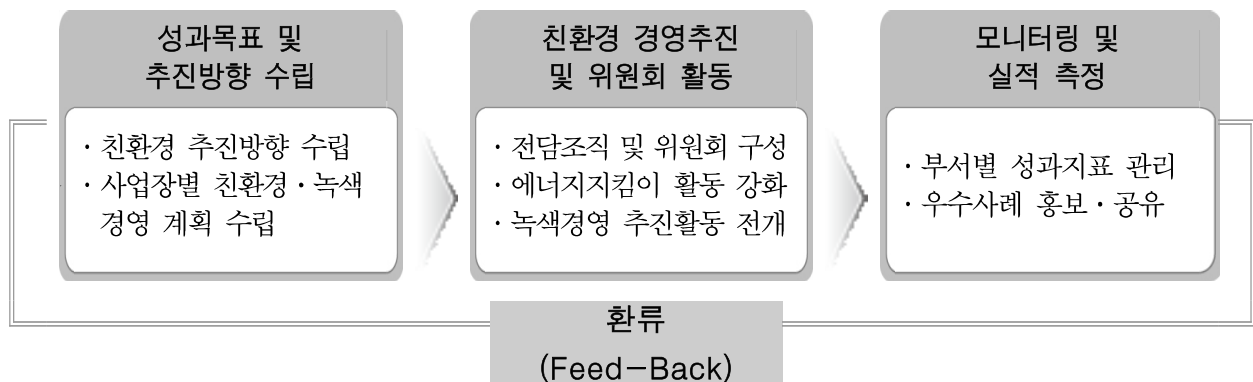 성과목표 및
추진방향 수립
· 친환경 추진방향 수립
· 사업장별 친환경·녹색
경영 계획 수립
친환경 경영추진
및 위원회 활동
· 전담조직 및 위원회 구성
· 에너지지킴이 활동 강화
· 녹색경영 추진활동 전개
모니터링 및
실적 측정
· 부서별 성과지표 관리
· 우수사례 홍보·공유
환류
(Feed-Back)